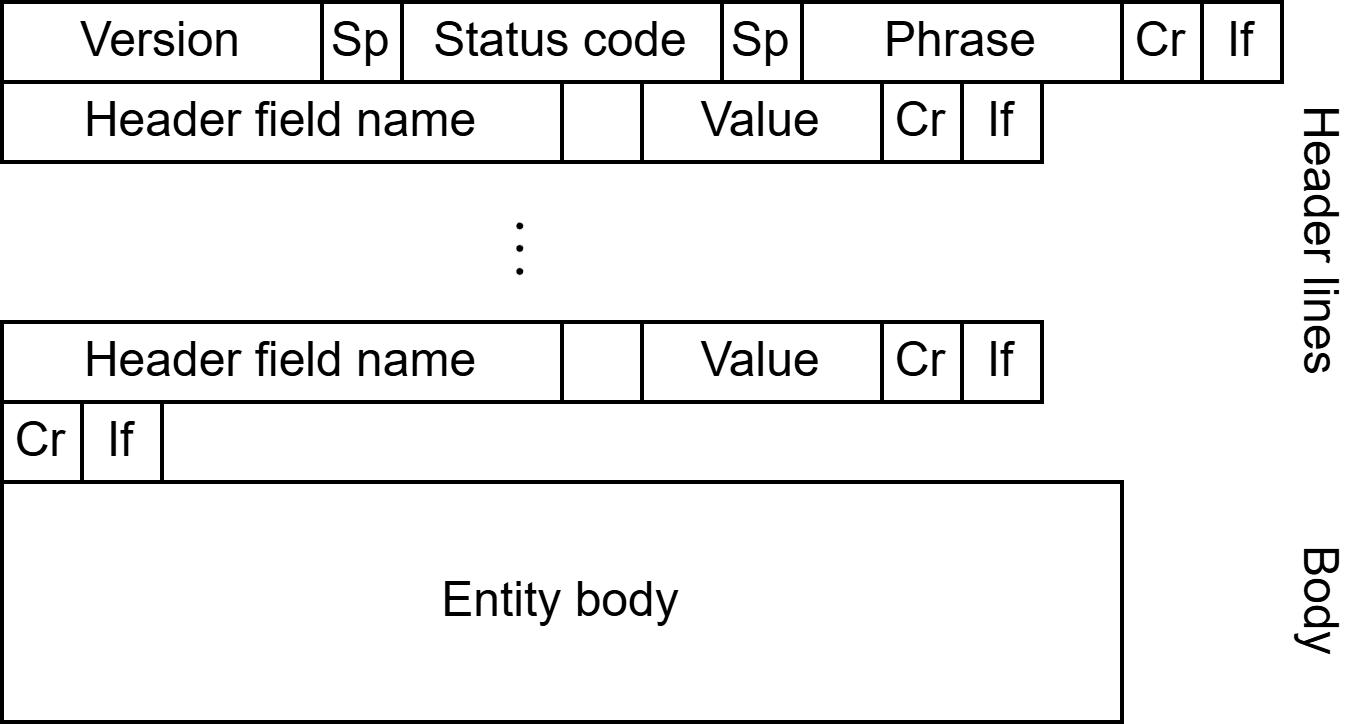 Version Sp Status code Sp Phrase Cr lf
Header field name Value Cr lf
⋮
Header field name Value Cr lf
Cr lf
Entity body
Header lines
Body